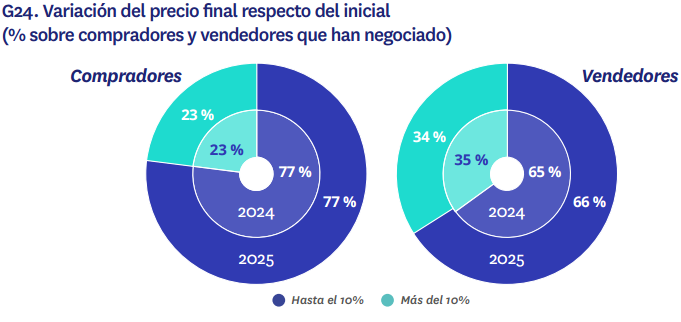 G24. Variación del precio final respecto del inicial
(% sobre compradores y vendedores que han negociado)
Compradores
23 %
23 %
77 %
77 %
2024
2025
Vendedores
34 %
35 %
65 %
66 %
2024
2025
Hasta el 10%
Más del 10%